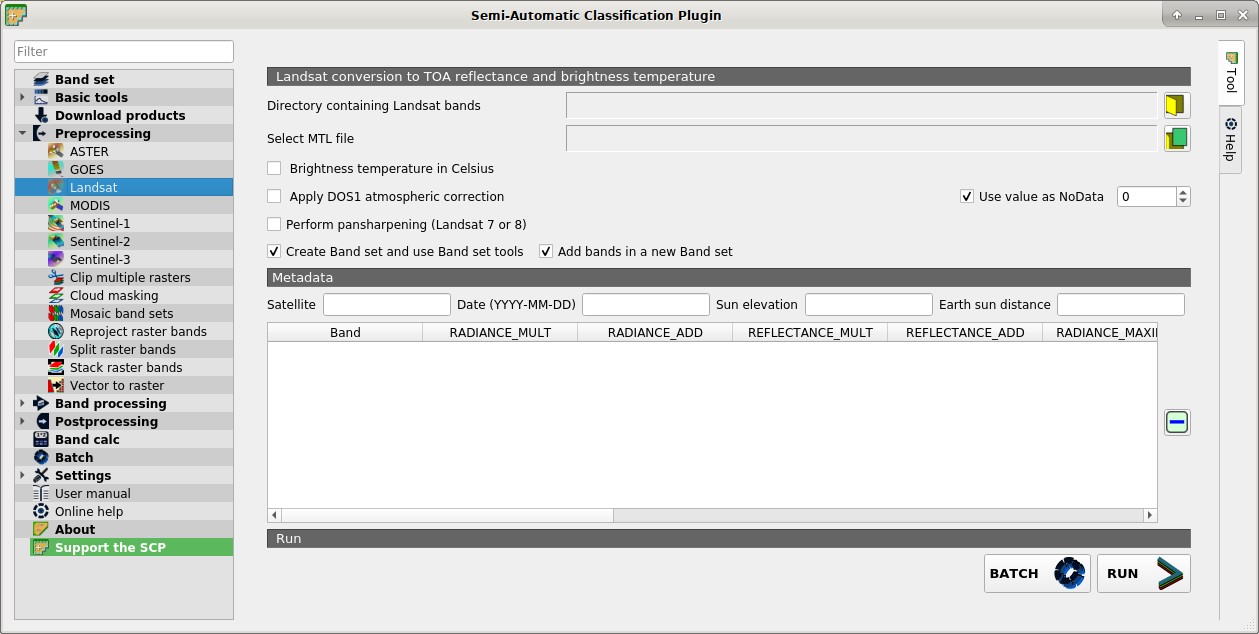 Semi-Automatic Classification Plugin
Filter
Band set
Basic tools
Download products
Preprocessing
ASTER
GOES
Landsat
MODIS
Sentinel-1
Sentinel-2
Sentinel-3
Clip multiple rasters
Cloud masking
Mosaic band sets
Reproject raster bands
Split raster bands
Stack raster bands
Vector to raster
Band processing
Postprocessing
Band calc
Batch
Settings
User manual
Online help
About
Support the SCP
Landsat conversion to TOA reflectance and brightness temperature
Directory containing Landsat bands
Select MTL file
Brightness temperature in Celsius
Apply DOS1 atmospheric correction Use value as NoData 0
Perform pansharpening (Landsat 7 or 8)
Create Band set and use Band set tools Add bands in a new Band set
Metadata
Satellite Date (YYYY-MM-DD) Sun elevation Earth sun distance
Band RADIANCE_MULT RADIANCE_ADD REFLECTANCE_MULT REFLECTANCE_ADD RADIANCE_MAXI
Run
BATCH RUN
Tool
Help